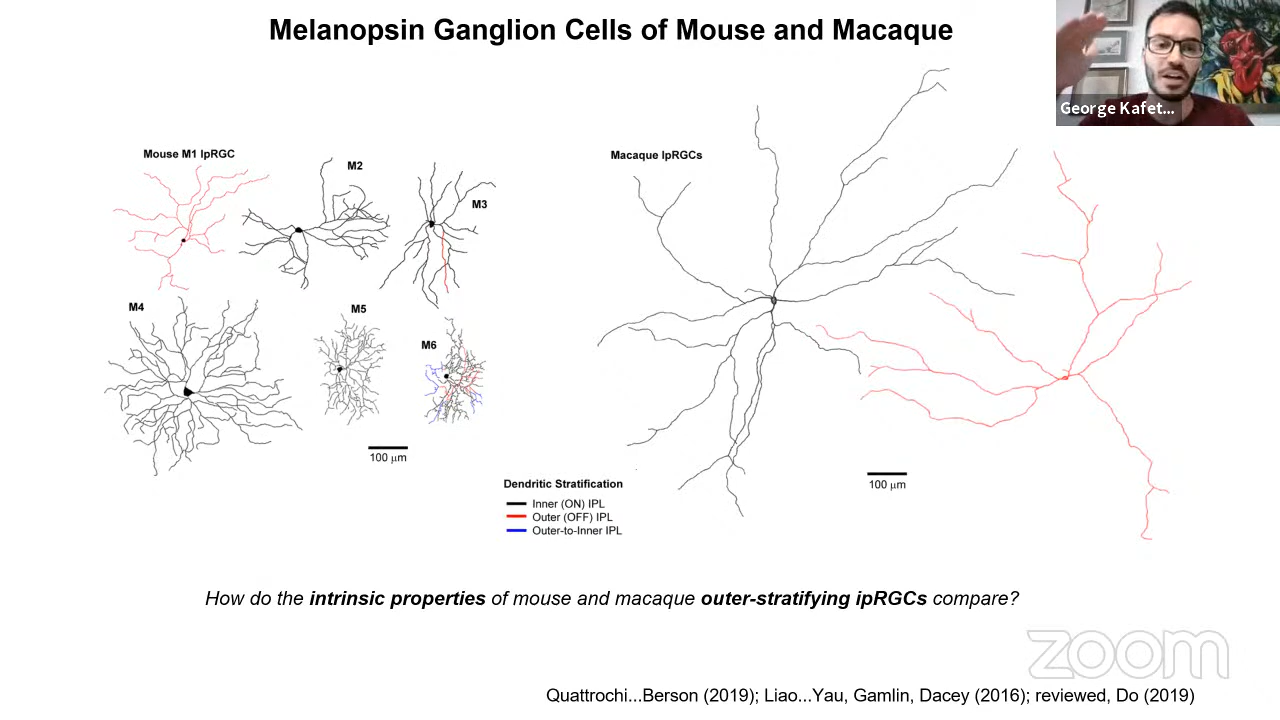 Melanopsin Ganglion Cells of Mouse and Macaque
George Kafet...
Mouse M1 IpRGC
M2
M3
M4
M5
M6
100 μm
Macaque IpRGCs
100 μm
Dendritic Stratification
Inner (ON) IPL
Outer (OFF) IPL
Outer-to-Inner IPL
How do the intrinsic properties of mouse and macaque outer-stratifying ipRGCs compare?
zoom
Quattrochi...Berson (2019); Liao...Yau, Gamlin, Dacey (2016); reviewed, Do (2019)